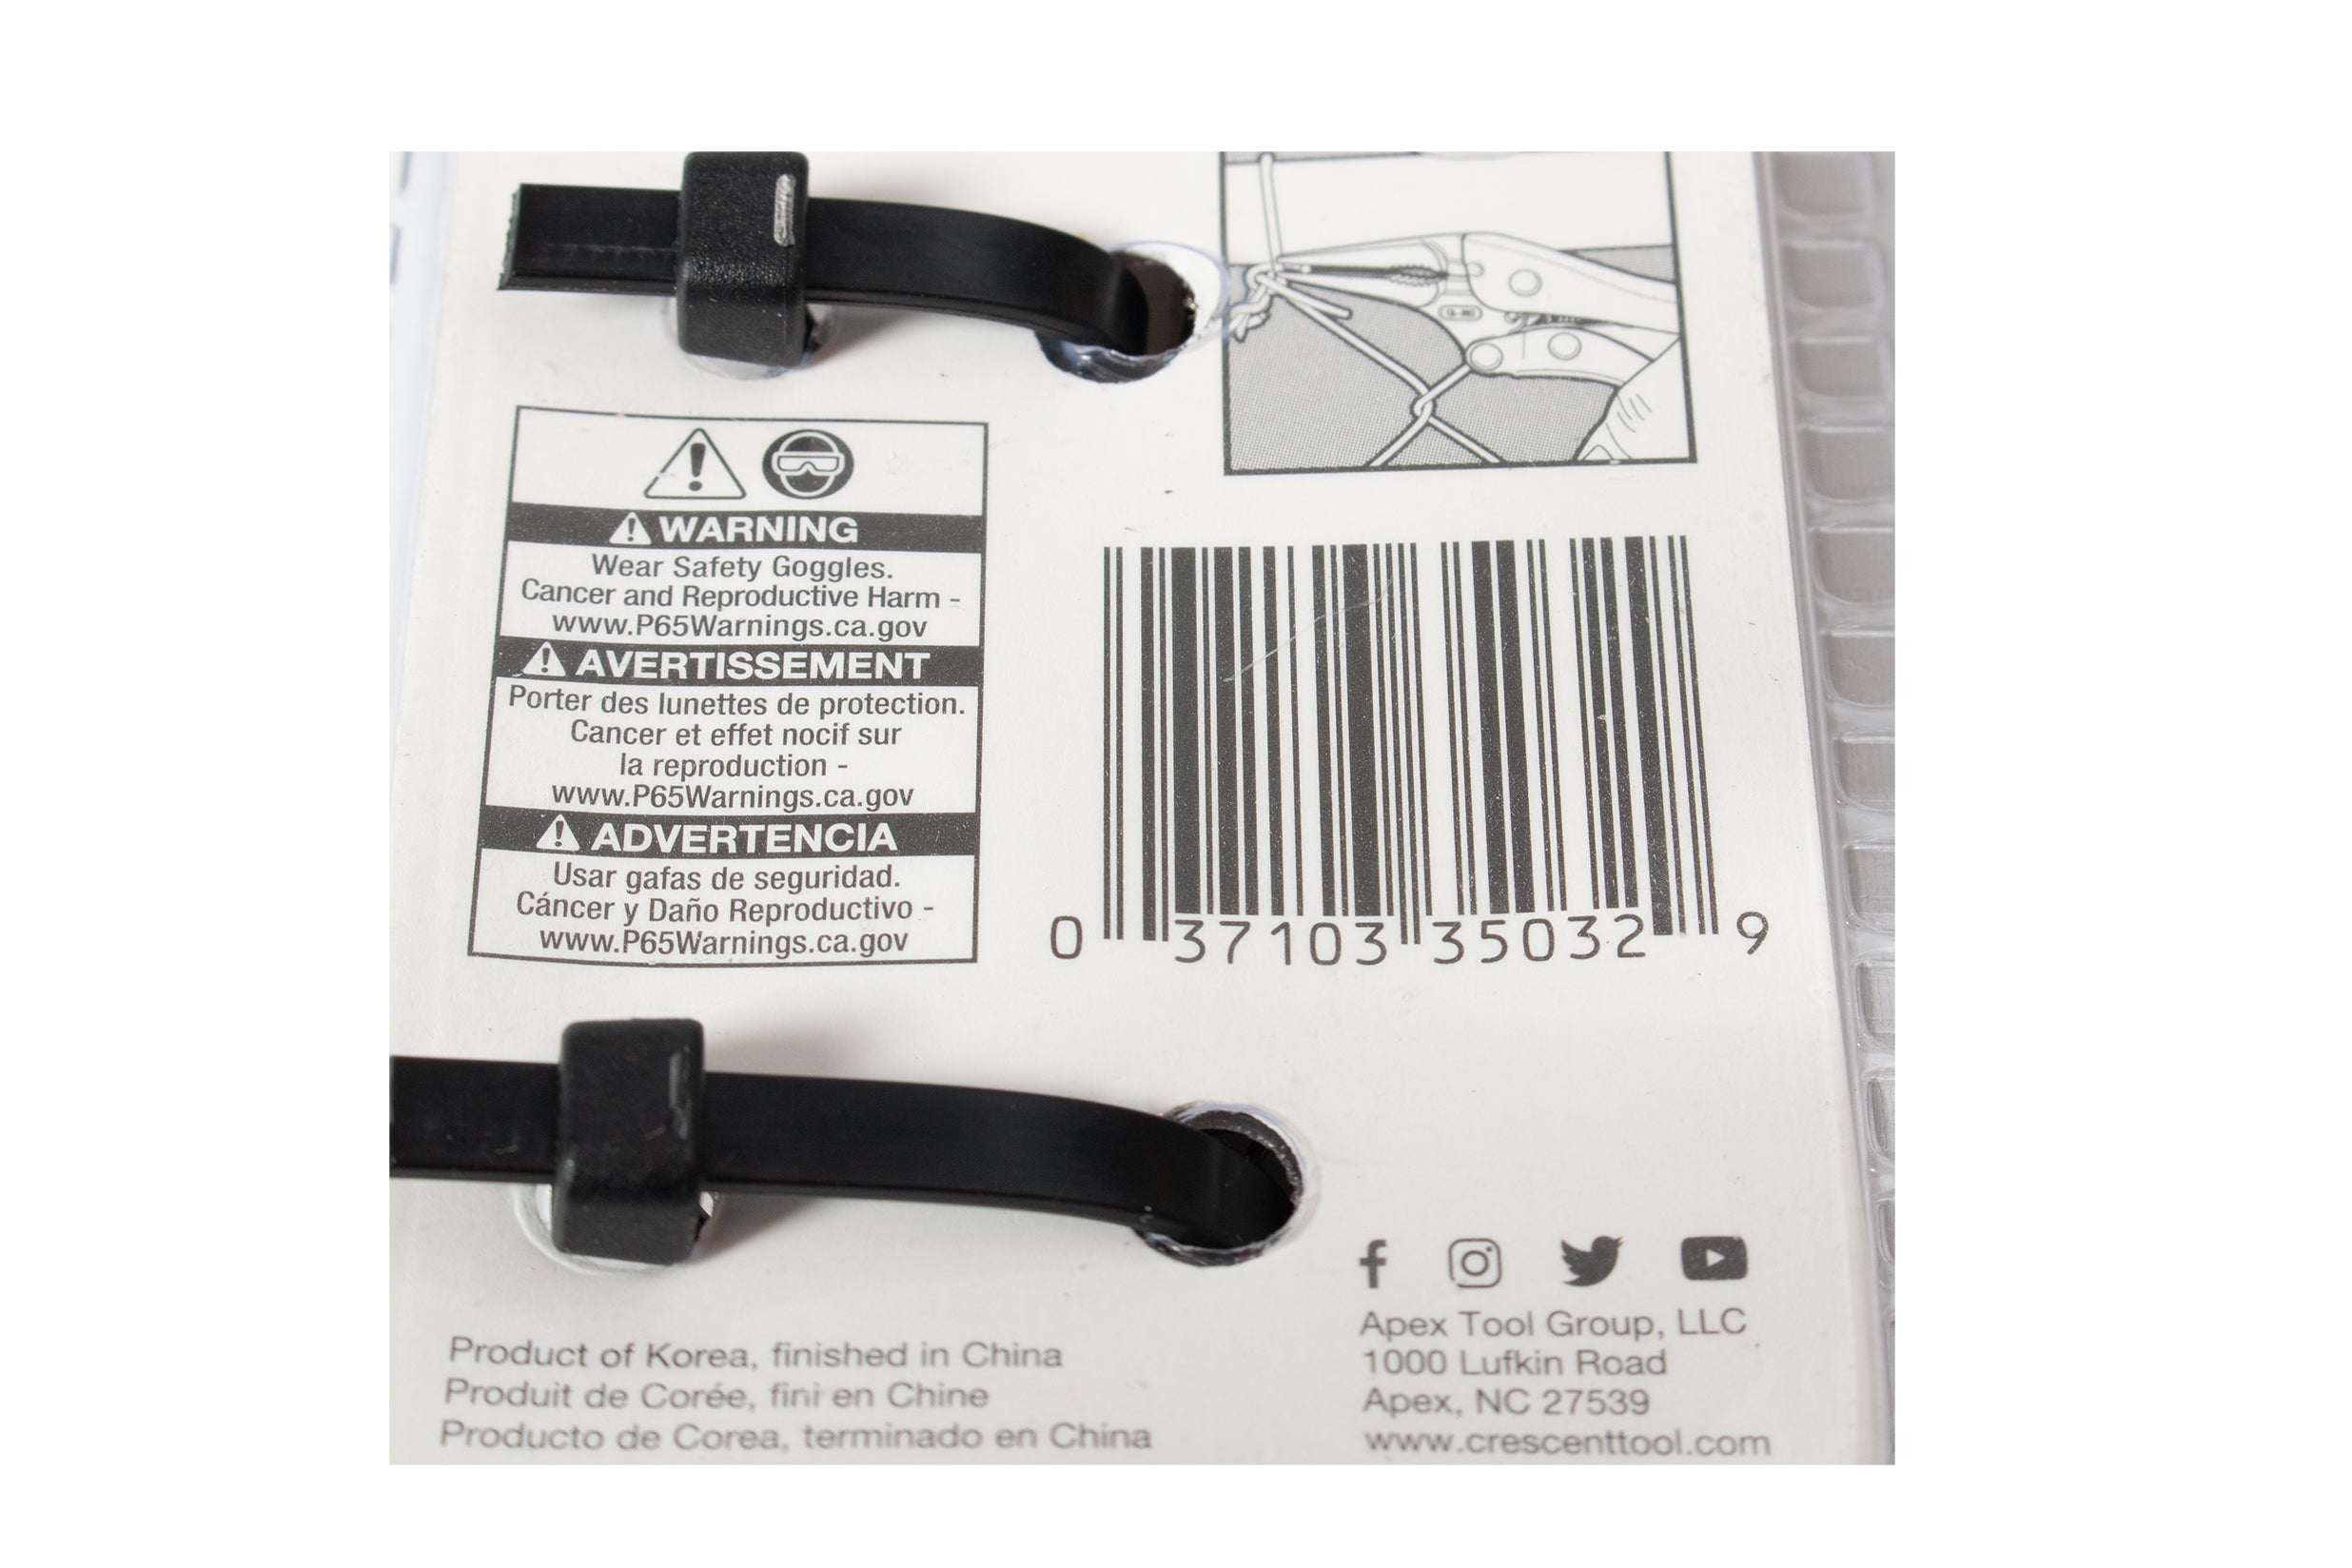 WARNING
Wear Safety Goggles.
Cancer and Reproductive Harm -
www.P65Warnings.ca.gov
AVERTISSEMENT
Porter des lunettes de protection.
Cancer et effet nocif sur
la reproduction -
www.P65Warnings.ca.gov
ADVERTENCIA
Usar gafas de seguridad.
Cáncer y Daño Reproductivo -
www.P65Warnings.ca.gov
0 37103 35032 9
Product of Korea, finished in China
Produit de Corée, fini en Chine
Producto de Corea, terminado en China
Apex Tool Group, LLC
1000 Lufkin Road
Apex, NC 27539
www.crescenttool.com